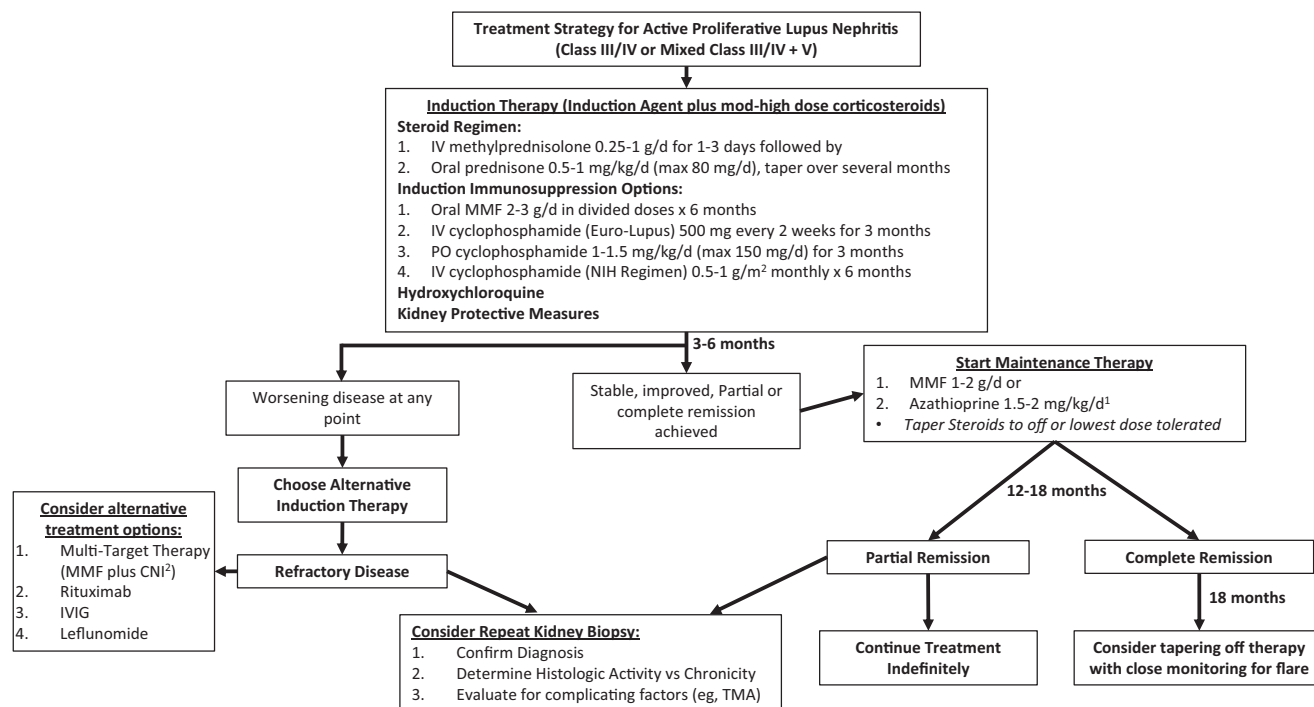 Treatment Strategy for Active Proliferative Lupus Nephritis
(Class III/IV or Mixed Class III/IV + V)
Induction Therapy (Induction Agent plus mod-high dose corticosteroids)
Steroid Regimen:
1. IV methylprednisolone 0.25-1 g/d for 1-3 days followed by
2. Oral prednisone 0.5-1 mg/kg/d (max 80 mg/d), taper over several months
Induction Immunosuppression Options:
1. Oral MMF 2-3 g/d in divided doses x 6 months
2. IV cyclophosphamide (Euro-Lupus) 500 mg every 2 weeks for 3 months
3. PO cyclophosphamide 1-1.5 mg/kg/d (max 150 mg/d) for 3 months
4. IV cyclophosphamide (NIH Regimen) 0.5-1 g/m² monthly x 6 months
Hydroxychloroquine
Kidney Protective Measures
3-6 months
Worsening disease at any
point
Stable, improved, Partial or
complete remission
achieved
Start Maintenance Therapy
1. MMF 1-2 g/d or
2. Azathioprine 1.5-2 mg/kg/d¹
• Taper Steroids to off or lowest dose tolerated
Choose Alternative
Induction Therapy
12-18 months
Consider alternative
treatment options:
1. Multi-Target Therapy
(MMF plus CNI²)
2. Rituximab
3. IVIG
4. Leflunomide
Refractory Disease
Partial Remission
Complete Remission
18 months
Consider Repeat Kidney Biopsy:
1. Confirm Diagnosis
2. Determine Histologic Activity vs Chronicity
3. Evaluate for complicating factors (eg, TMA)
Continue Treatment
Indefinitely
Consider tapering off therapy
with close monitoring for flare